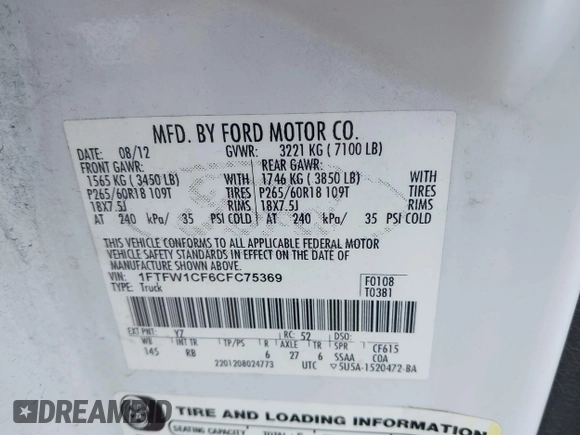 MFD. BY FORD MOTOR CO.
DATE: 08/12 GVWR: 3221 KG ( 7100 LB)
FRONT GAWR: REAR GAWR:
1565 KG ( 3450 LB) WITH 1746 KG ( 3850 LB) WITH
P265/60R18 109T TIRES P265/60R18 109T TIRES
18X7.5J RIMS 18X7.5J RIMS
AT 240 kPa/ 35 PSI COLD AT 240 kPa/ 35 PSI COLD
THIS VEHICLE CONFORMS TO ALL APPLICABLE FEDERAL MOTOR
VEHICLE SAFETY STANDARDS IN EFFECT ON THE DATE OF
MANUFACTURE SHOWN ABOVE.
VIN: 1FTFW1CF6CFC75369 F0108
TYPE: Truck T0381
EXT PNT: YZ RC: 52 DSO:
WB INT TR TP/PS R AXLE TR SPR CF615
145 RB 6 27 6 SSAA COA
2201208024773 UTC 5U5A-1520472-BA
TIRE AND LOADING INFORMATION
SEATING CAPACITY
DREAMBID